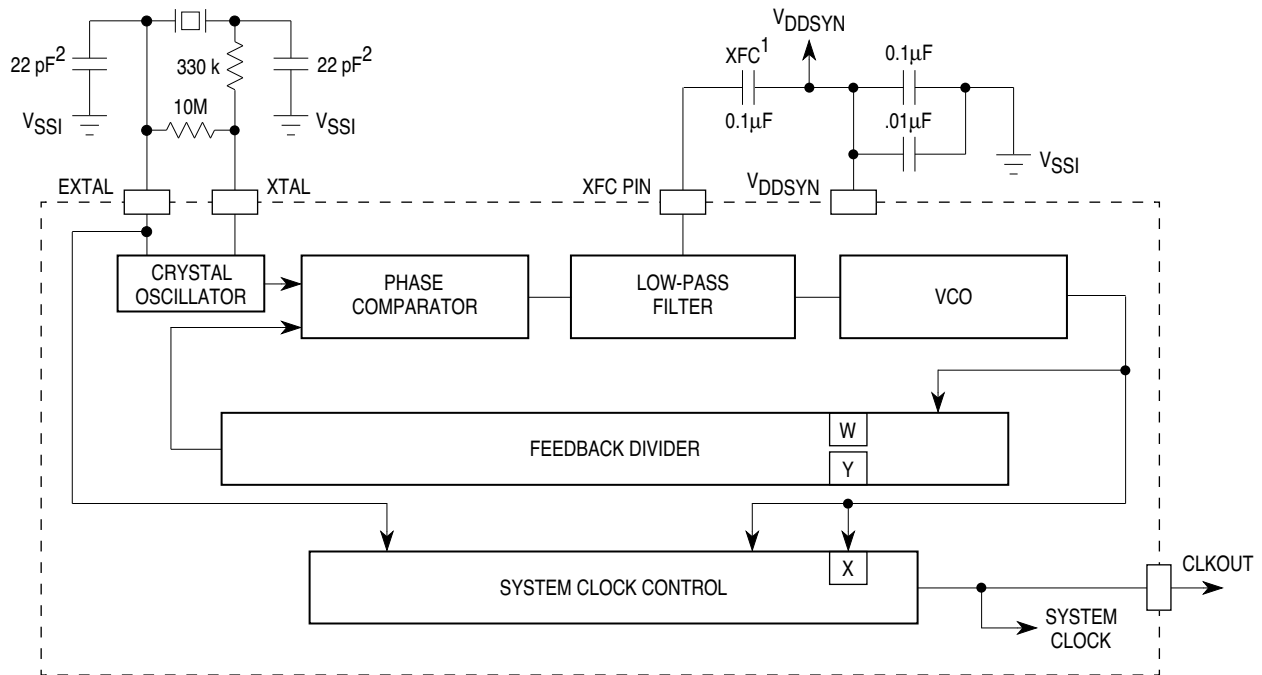 V_DDSYN
XFC¹
0.1µF
22 pF²
330 k
22 pF²
10M
0.1µF
.01µF
V_SSI
V_SSI
V_SSI
EXTAL
XTAL
XFC PIN
V_DDSYN
CRYSTAL
OSCILLATOR
PHASE
COMPARATOR
LOW-PASS
FILTER
VCO
W
FEEDBACK DIVIDER
Y
X
SYSTEM CLOCK CONTROL
CLKOUT
SYSTEM
CLOCK